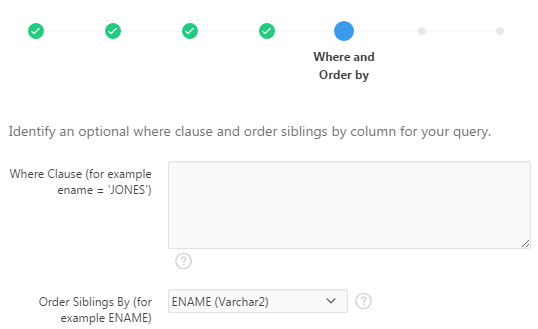 Where and
Order by
Identify an optional where clause and order siblings by column for your query.
Where Clause (for example
ename = 'JONES')
?
Order Siblings By (for
example ENAME)
ENAME (Varchar2)
?